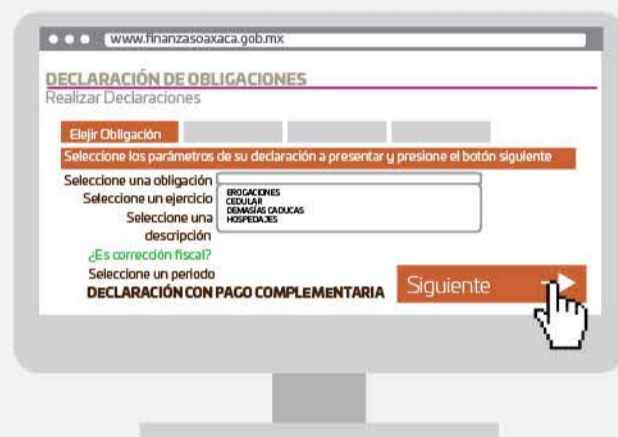 www.finanzasoaxaca.gob.mx
DECLARACIÓN DE OBLIGACIONES
Realizar Declaraciones
Elejir Obligación
Seleccione los parámetros de su declaración a presentar y presione el botón siguiente
Seleccione una obligación
EROGACIONES
CEDULAR
DEMASÍAS CADUCAS
HOSPEDAJES
Seleccione un ejercicio
Seleccione una
descripción
¿Es corrección fiscal?
Seleccione un periodo
DECLARACIÓN CON PAGO COMPLEMENTARIA
Siguiente